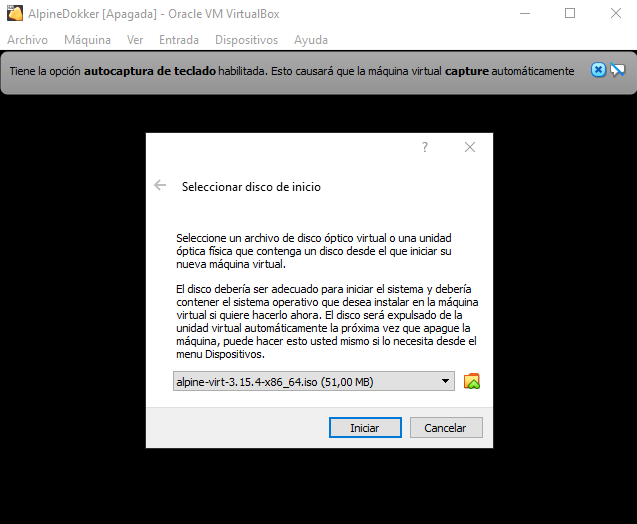 AlpineDokker [Apagada] - Oracle VM VirtualBox
Archivo Máquina Ver Entrada Dispositivos Ayuda
Tiene la opción autocaptura de teclado habilitada. Esto causará que la máquina virtual capture automáticamente
?
Seleccionar disco de inicio
Seleccione un archivo de disco óptico virtual o una unidad
óptica física que contenga un disco desde el que iniciar su
nueva máquina virtual.
El disco debería ser adecuado para iniciar el sistema y debería
contener el sistema operativo que desea instalar en la máquina
virtual si quiere hacerlo ahora. El disco será expulsado de la
unidad virtual automáticamente la próxima vez que apague la
máquina, puede hacer esto usted mismo si lo necesita desde el
menu Dispositivos.
alpine-virt-3.15.4-x86_64.iso (51,00 MB)
Iniciar Cancelar